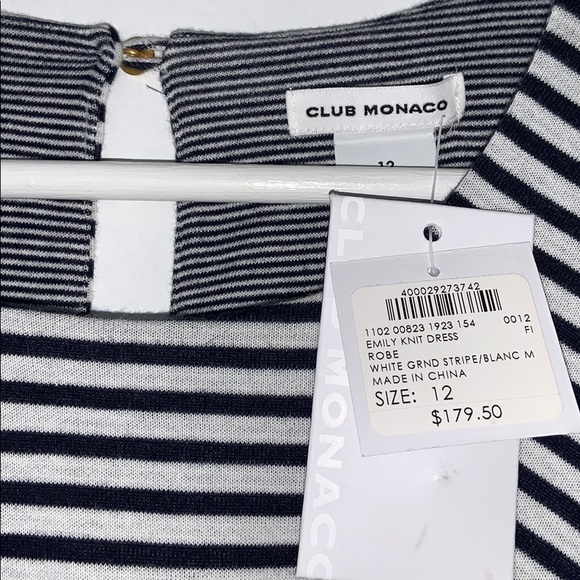 CLUB MONACO
12
CLUB MONACO
400029273742
1102 00823 1923 154 0012
EMILY KNIT DRESS FI
ROBE
WHITE GRND STRIPE/BLANC M
MADE IN CHINA
SIZE: 12
$179.50